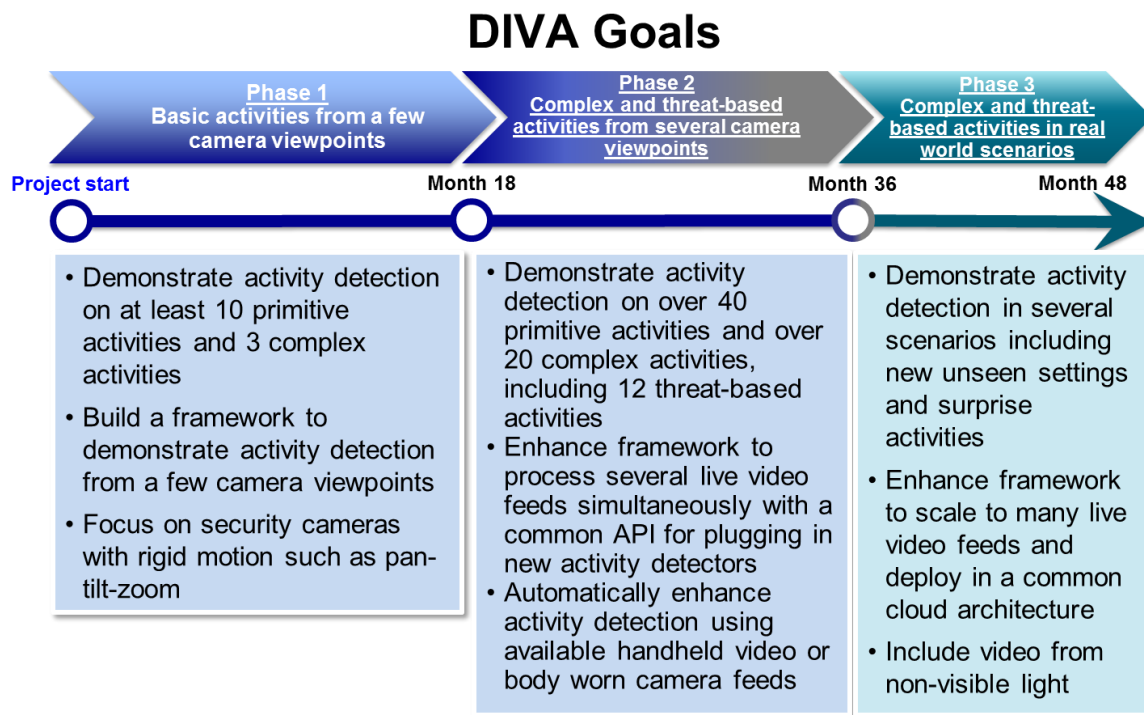 DIVA Goals
Phase 1
Basic activities from a few
camera viewpoints
Phase 2
Complex and threat-based
activities from several camera
viewpoints
Phase 3
Complex and threat-
based activities in real
world scenarios
Project start
Month 18
Month 36
Month 48
• Demonstrate activity detection
on at least 10 primitive
activities and 3 complex
activities
• Build a framework to
demonstrate activity detection
from a few camera viewpoints
• Focus on security cameras
with rigid motion such as pan-
tilt-zoom
• Demonstrate activity
detection on over 40
primitive activities and over
20 complex activities,
including 12 threat-based
activities
• Enhance framework to
process several live video
feeds simultaneously with a
common API for plugging in
new activity detectors
• Automatically enhance
activity detection using
available handheld video or
body worn camera feeds
• Demonstrate activity
detection in several
scenarios including
new unseen settings
and surprise
activities
• Enhance framework
to scale to many live
video feeds and
deploy in a common
cloud architecture
• Include video from
non-visible light